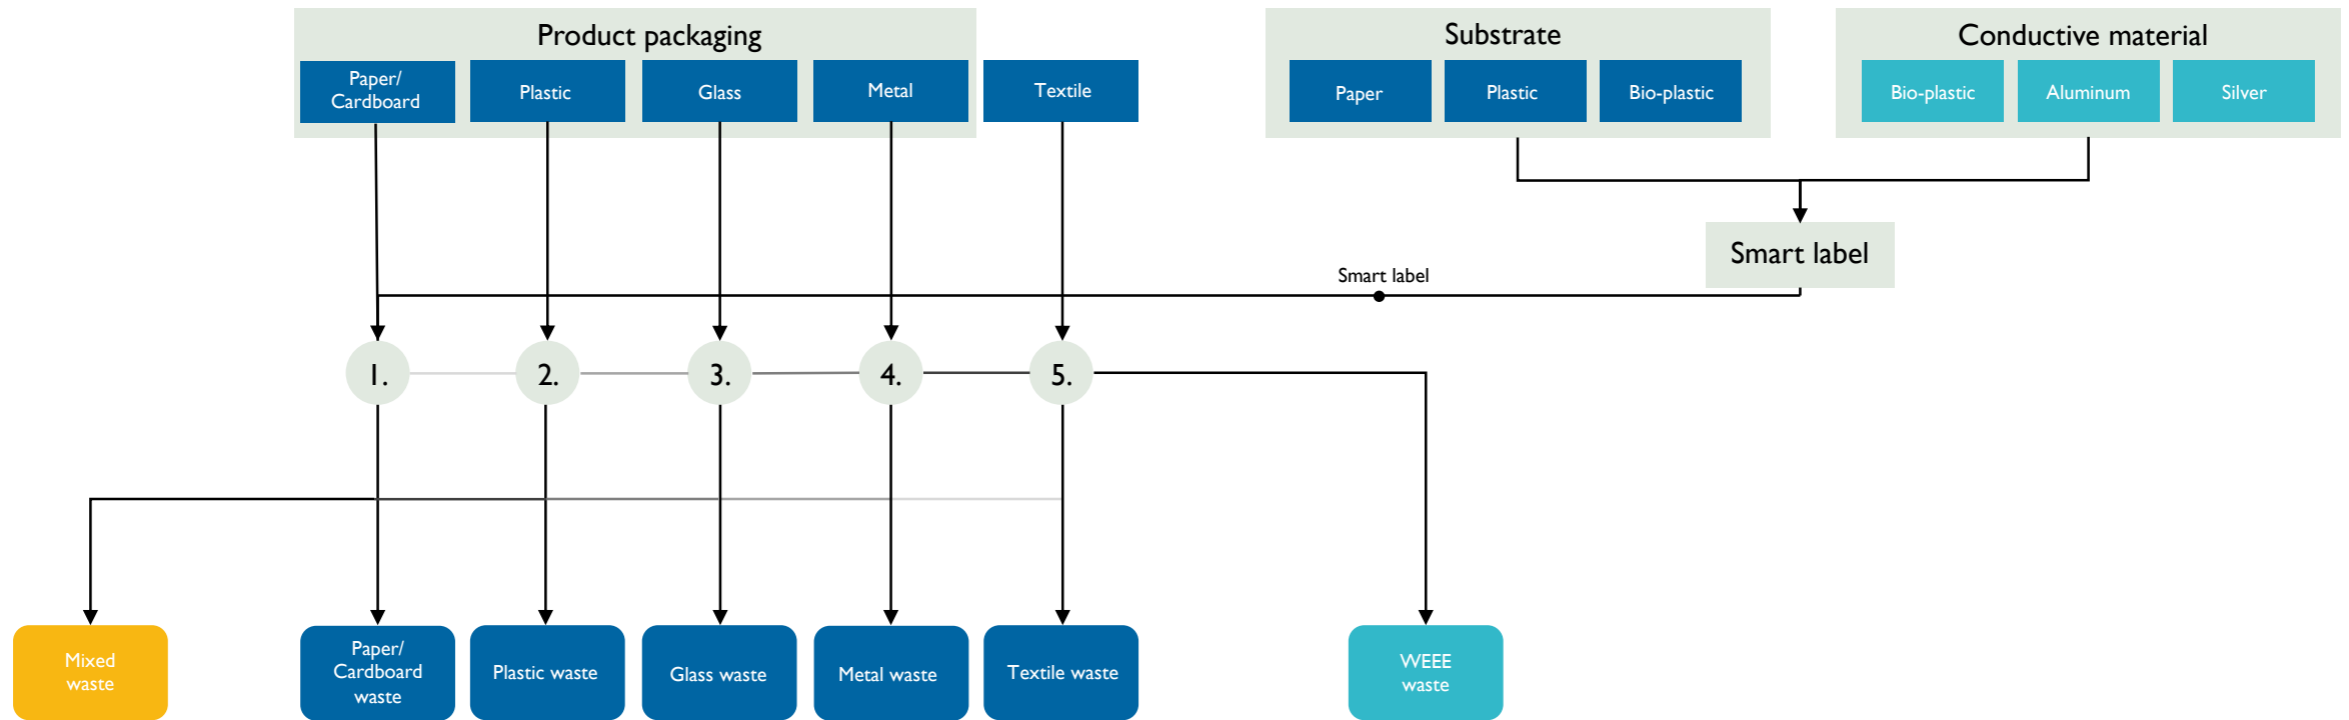 Product packaging
Paper/
Cardboard
Plastic
Glass
Metal
Textile
Substrate
Paper
Plastic
Bio-plastic
Conductive material
Bio-plastic
Aluminum
Silver
Smart label
Smart label
1.
2.
3.
4.
5.
Mixed
waste
Paper/
Cardboard
waste
Plastic waste
Glass waste
Metal waste
Textile waste
WEEE
waste